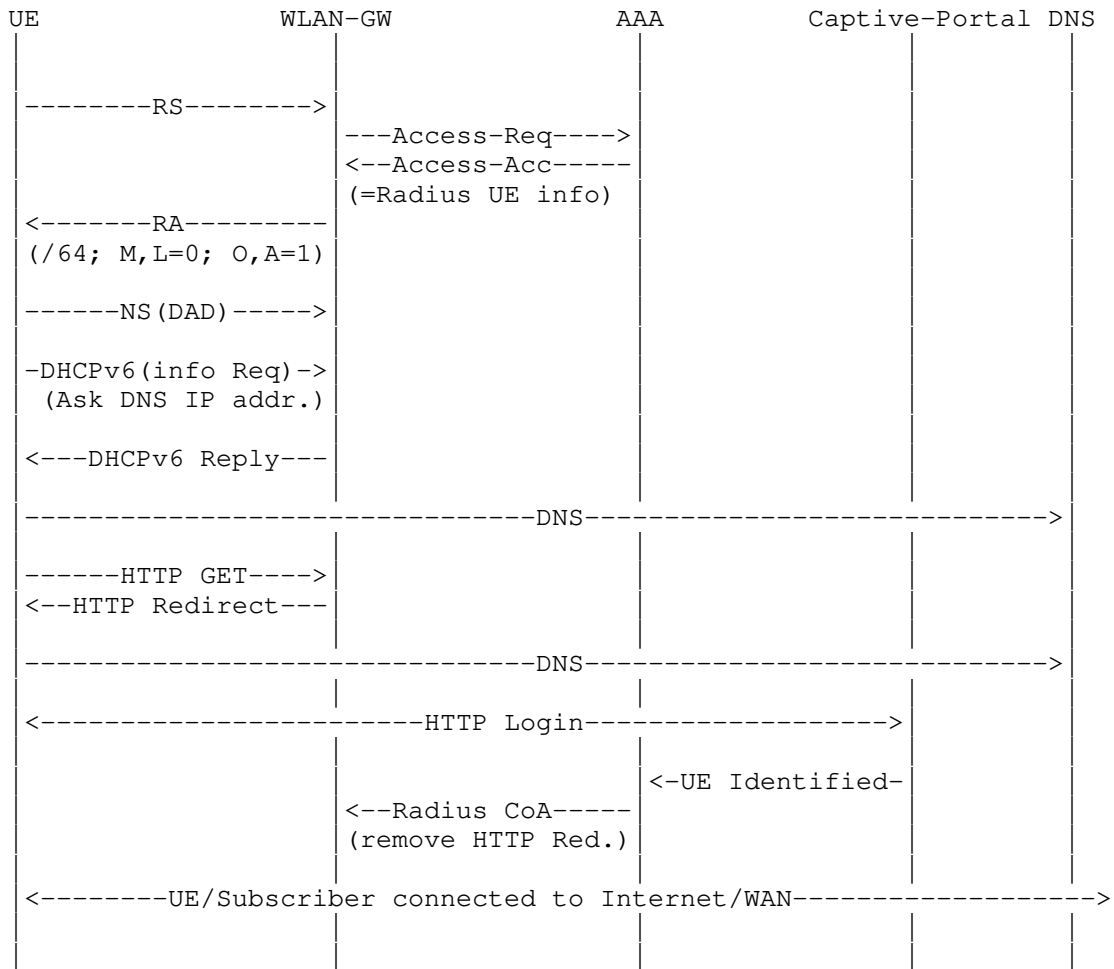 UE WLAN-GW AAA Captive-Portal DNS
--------RS-------->
---Access-Req---->
<--Access-Acc-----
(=Radius UE info)
<-------RA---------
(/64; M,L=0; O,A=1)
------NS(DAD)----->
-DHCPv6(info Req)->
(Ask DNS IP addr.)
<---DHCPv6 Reply---
--------------------------------DNS----------------------------->
------HTTP GET---->
<--HTTP Redirect---
--------------------------------DNS----------------------------->
<------------------------HTTP Login------------------->
<-UE Identified-
<--Radius CoA-----
(remove HTTP Red.)
<--------UE/Subscriber connected to Internet/WAN------------------->